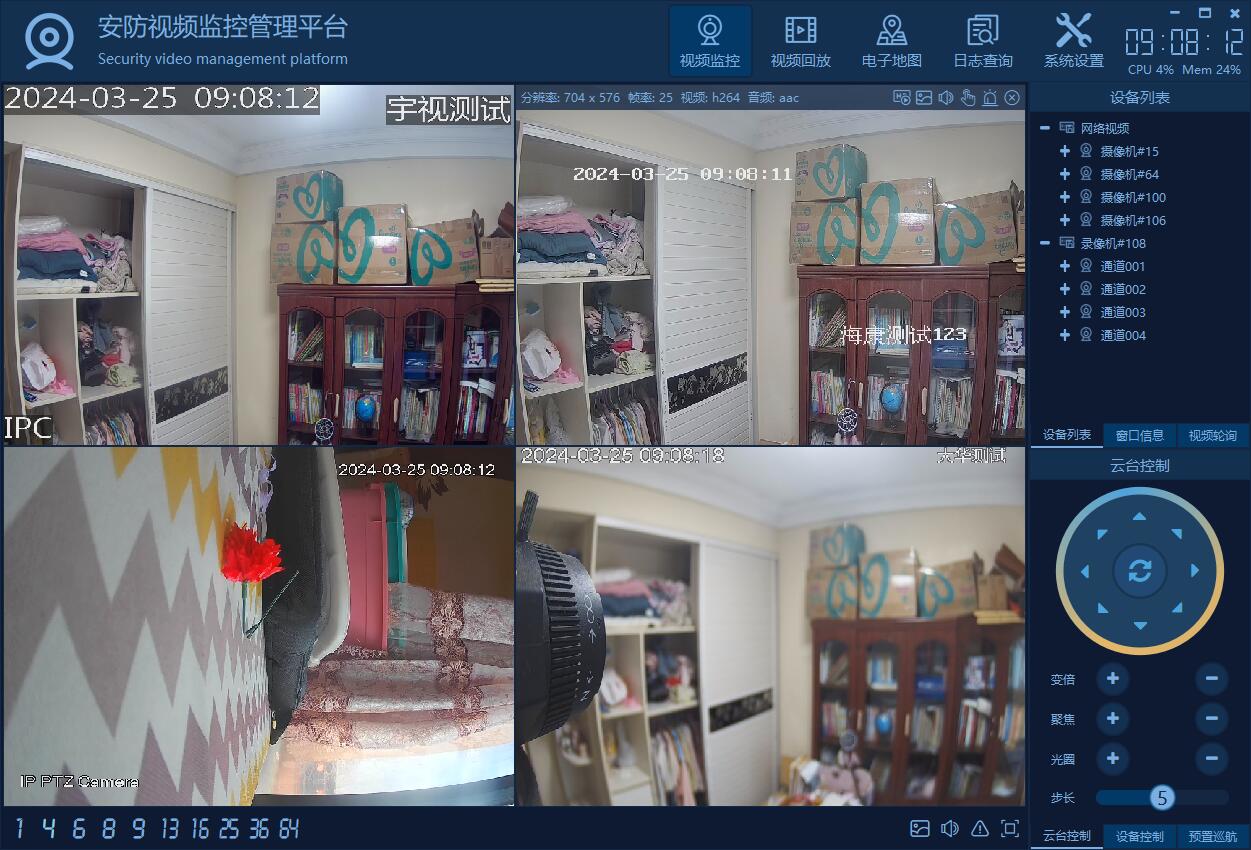 安防视频监控管理平台
Security video management platform
视频监控
视频回放
电子地图
日志查询
系统设置
09:08:12
CPU 4% Mem 24%
2024-03-25 09:08:12
宇视测试
IPC
分辨率: 704 x 576 帧率: 25 视频: h264 音频: aac
2024-03-25 09:08:11
海康测试123
2024-03-25 09:08:12
IP PTZ Camera
2024-03-25 09:08:18
大华测试
设备列表
网络视频
摄像机#15
摄像机#64
摄像机#100
摄像机#106
录像机#108
通道001
通道002
通道003
通道004
设备列表 窗口信息 视频轮询
云台控制
变倍
聚焦
光圈
步长 5
云台控制 设备控制 预置巡航
1 4 6 8 9 13 16 25 36 64